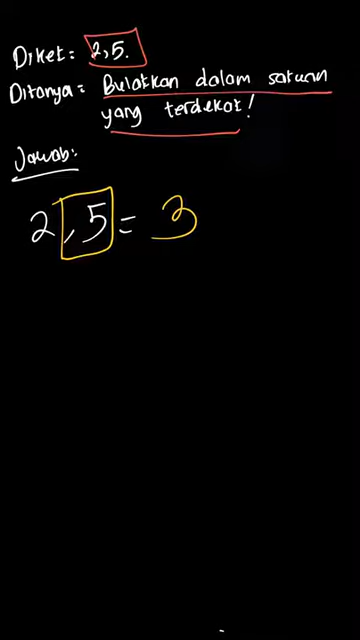 Diket: 2,5.
Ditanya: Bulatkan dalam satuan
yang terdekat!
Jawab:
2,5 = 3